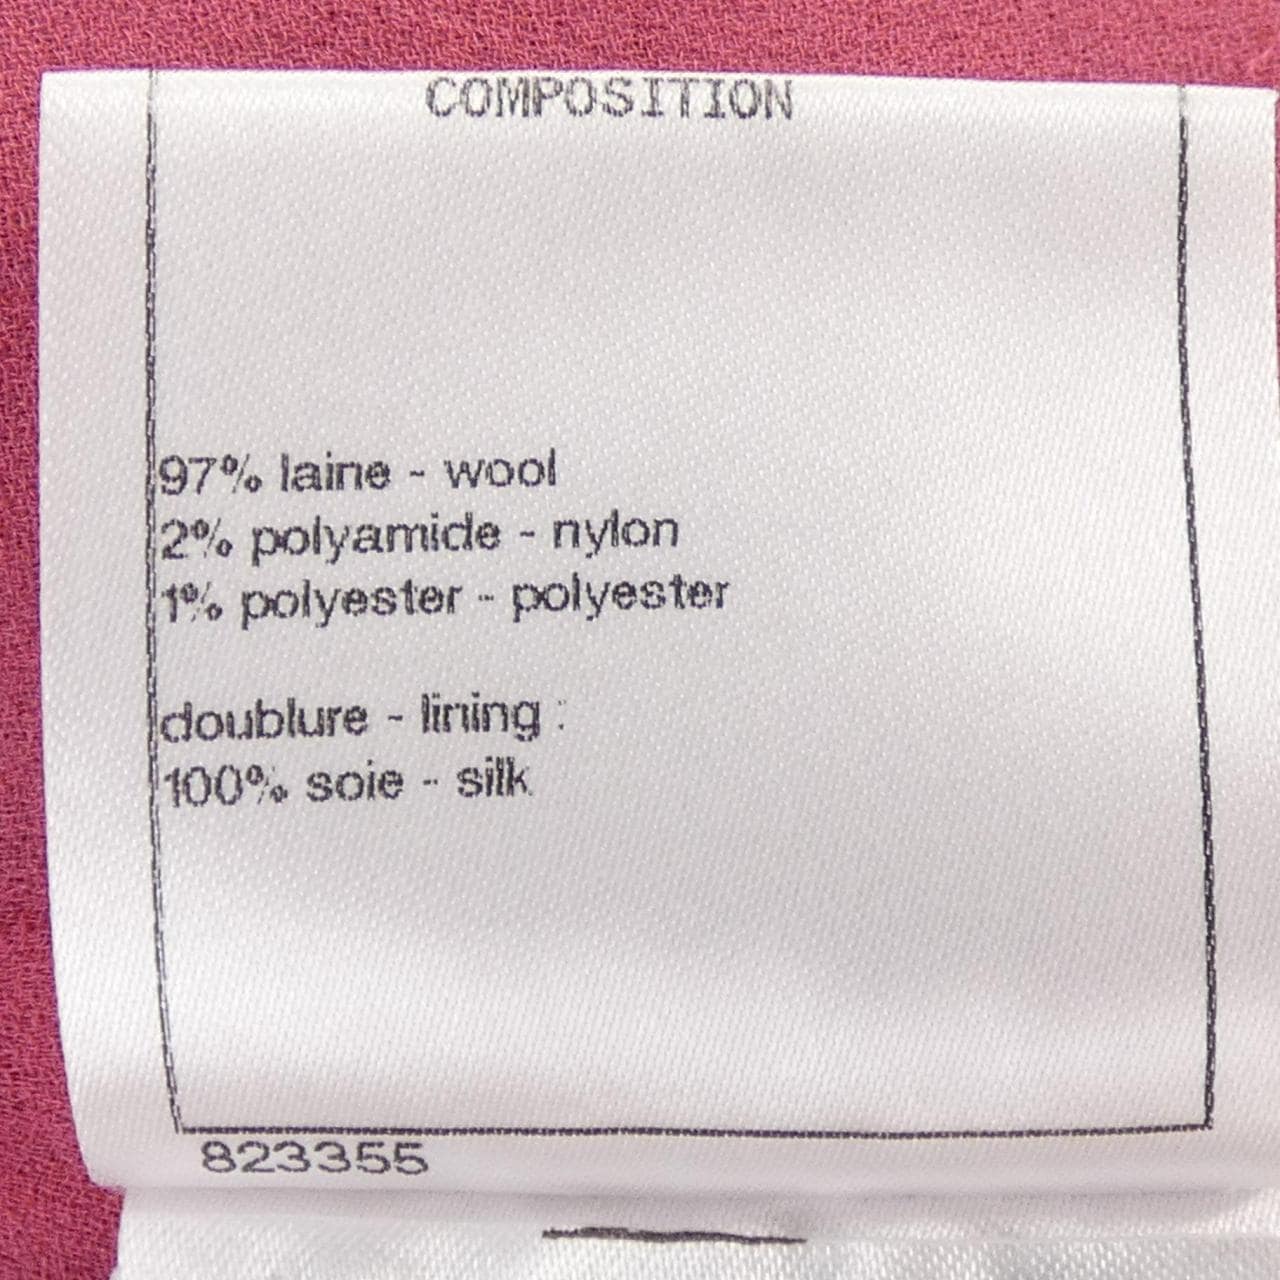 COMPOSITION
97% laine - wool
2% polyamide - nylon
1% polyester - polyester
doublure - lining :
100% soie - silk
823355